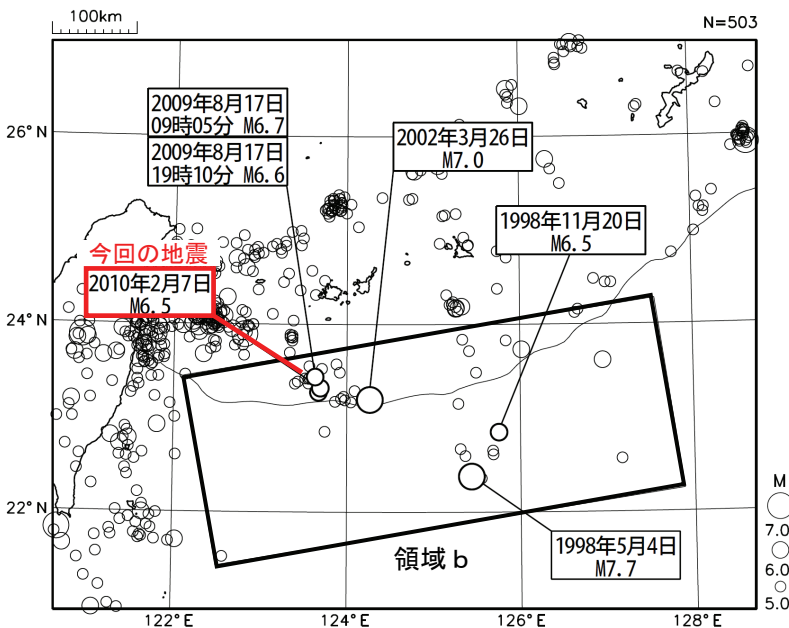 100km
N=503
2009年8月17日
09時05分 M6.7
2009年8月17日
19時10分 M6.6
2002年3月26日
M7.0
26°N
1998年11月20日
M6.5
今回の地震
2010年2月7日
M6.5
24°N
22°N
領域b
1998年5月4日
M7.7
M
7.0
6.0
5.0
122°E
124°E
126°E
128°E